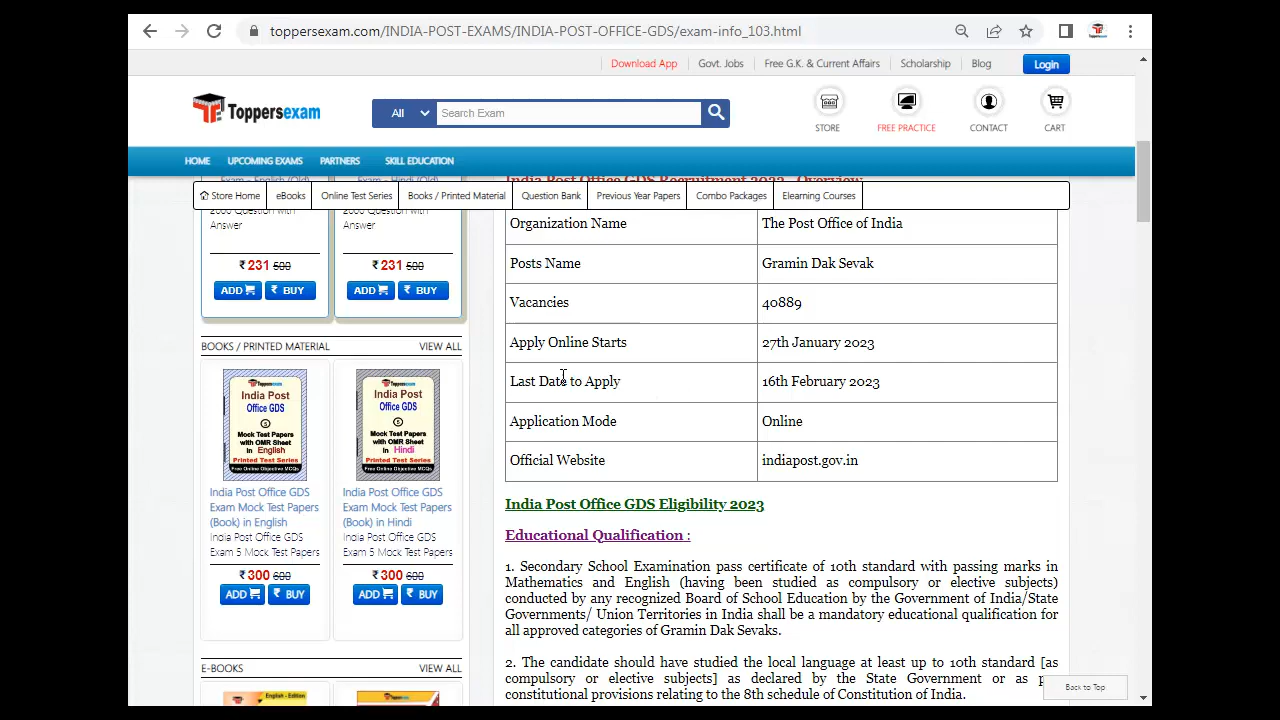 toppersexam.com/INDIA-POST-EXAMS/INDIA-POST-OFFICE-GDS/exam-info_103.html
Download App
Govt. Jobs
Free G.K. & Current Affairs
Scholarship
Blog
Login
Toppersexam
All
Search Exam
STORE
FREE PRACTICE
CONTACT
CART
HOME
UPCOMING EXAMS
PARTNERS
SKILL EDUCATION
Store Home
eBooks
Online Test Series
Books / Printed Material
Question Bank
Previous Year Papers
Combo Packages
Elearning Courses
2000 Question with
Answer
₹ 231 500
ADD
₹ BUY
2000 Question with
Answer
₹ 231 500
ADD
₹ BUY
BOOKS / PRINTED MATERIAL
VIEW ALL
Toppersexam
India Post
Office GDS
5
Mock Test Papers
with OMR Sheet
in English
Printed Test Series
Free Online Objective MCQs
India Post Office GDS
Exam Mock Test Papers
(Book) in English
India Post Office GDS
Exam 5 Mock Test Papers
₹ 300 600
ADD
₹ BUY
Toppersexam
India Post
Office GDS
5
Mock Test Papers
with OMR Sheet
in Hindi
Printed Test Series
Free Online Objective MCQs
India Post Office GDS
Exam Mock Test Papers
(Book) in Hindi
India Post Office GDS
Exam 5 Mock Test Papers
₹ 300 600
ADD
₹ BUY
E-BOOKS
VIEW ALL
English - Edition
India Post Office GDS Recruitment 2023 Overview
Organization Name
The Post Office of India
Posts Name
Gramin Dak Sevak
Vacancies
40889
Apply Online Starts
27th January 2023
Last Date to Apply
16th February 2023
Application Mode
Online
Official Website
indiapost.gov.in
India Post Office GDS Eligibility 2023
Educational Qualification :
1. Secondary School Examination pass certificate of 10th standard with passing marks in
Mathematics and English (having been studied as compulsory or elective subjects)
conducted by any recognized Board of School Education by the Government of India/State
Governments/ Union Territories in India shall be a mandatory educational qualification for
all approved categories of Gramin Dak Sevaks.
2. The candidate should have studied the local language at least up to 10th standard [as
compulsory or elective subjects] as declared by the State Government or as
constitutional provisions relating to the 8th schedule of Constitution of India.
Back to Top